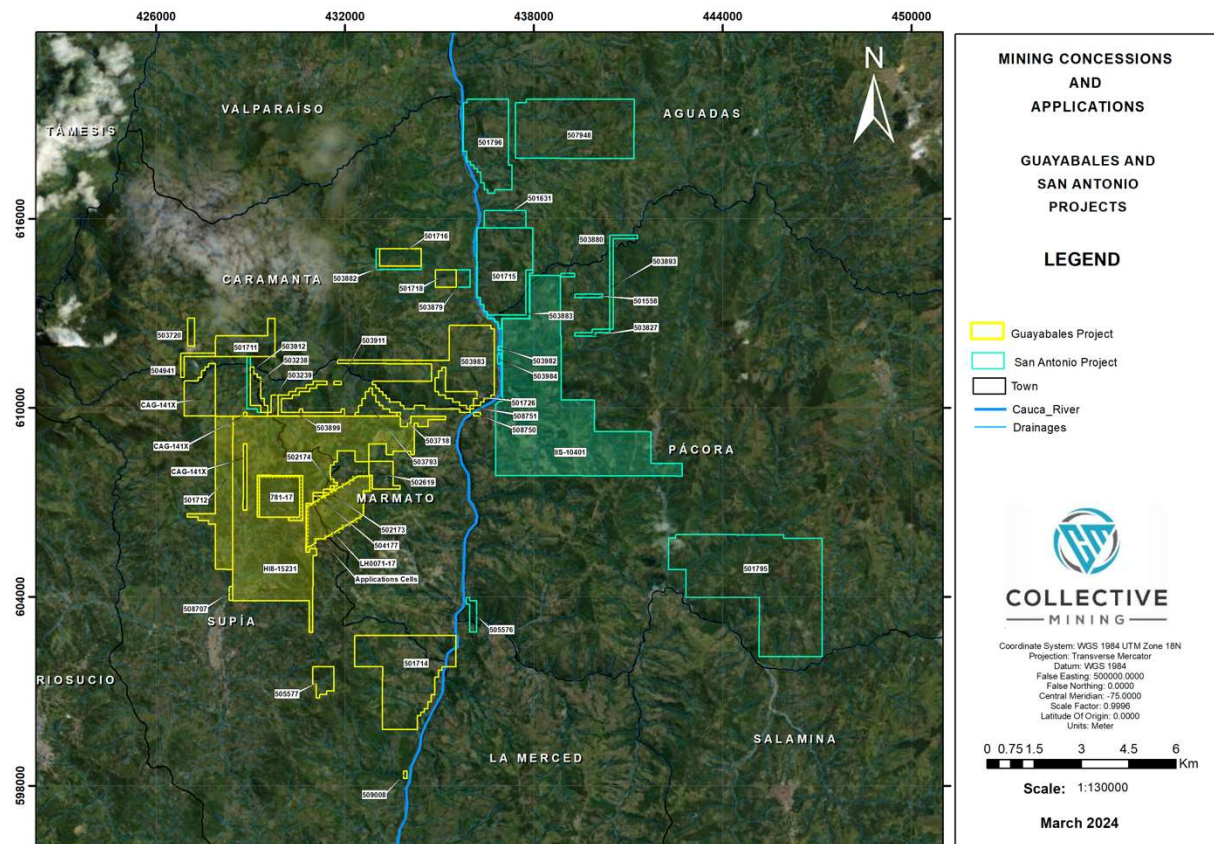 426000
432000
438000
444000
450000
616000
610000
604000
598000
N
VALPARAÍSO
AGUADAS
TÁMESIS
501796
507948
501631
501716
503880
503893
503882
CARAMANTA
501718
501715
501558
503879
503883
503827
503720
501711
503912
503911
503238
503983
503982
504941
503239
503984
CAG-141X
501726
508751
508750
503899
503718
CAG-141X
502174
503793
IIS-10401
PÁCORA
CAG-141X
502619
781-17
MARMATO
501712
502173
504177
LH0071-17
HI8-15231
Applications Cells
501795
508707
SUPÍA
505576
501714
RIOSUCIO
505577
SALAMINA
LA MERCED
509008
MINING CONCESSIONS
AND
APPLICATIONS
GUAYABALES AND
SAN ANTONIO
PROJECTS
LEGEND
Guayabales Project
San Antonio Project
Town
Cauca_River
Drainages
COLLECTIVE
MINING
Coordinate System: WGS 1984 UTM Zone 18N
Projection: Transverse Mercator
Datum: WGS 1984
False Easting: 500000.0000
False Northing: 0.0000
Central Meridian: -75.0000
Scale Factor: 0.9996
Latitude Of Origin: 0.0000
Units: Meter
0 0.75 1.5 3 4.5 6
Km
Scale: 1:130000
March 2024